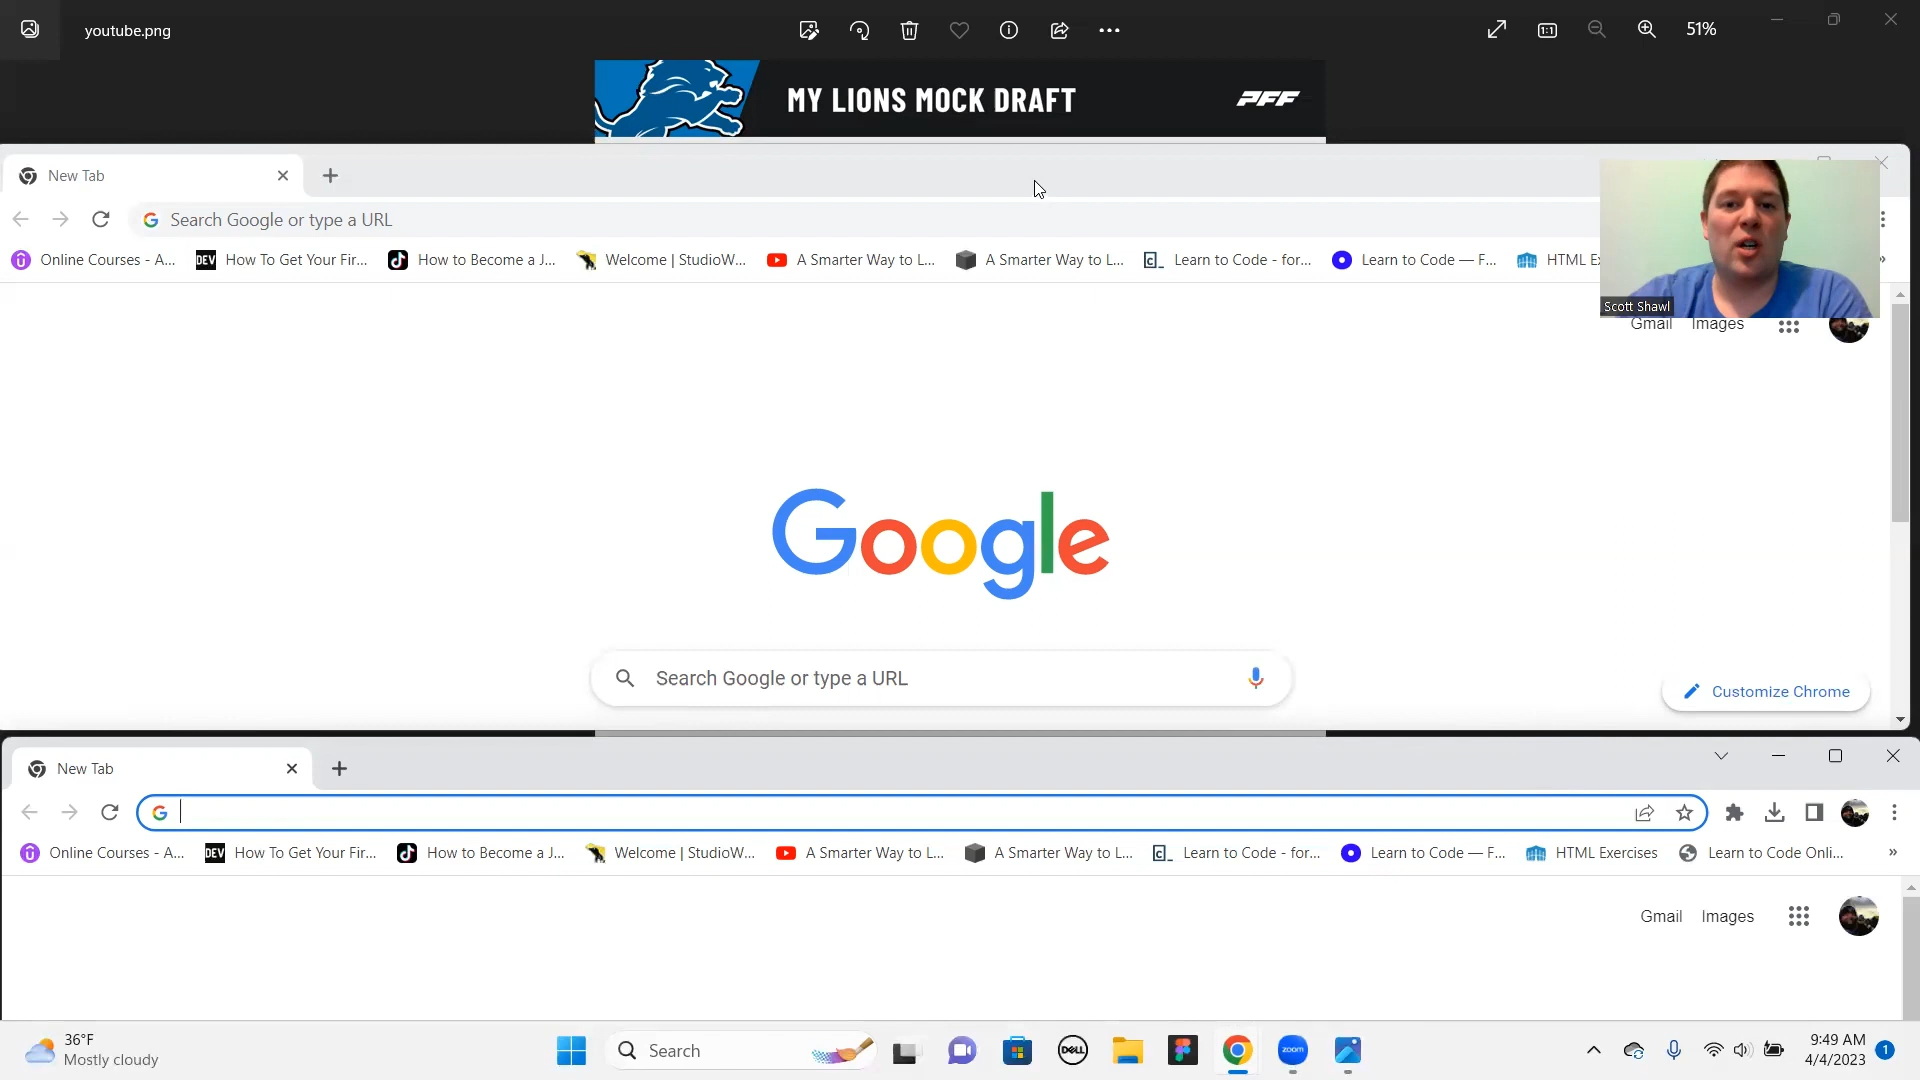 youtube.png
51%
MY LIONS MOCK DRAFT
PFF
New Tab
Search Google or type a URL
Online Courses - A...
How To Get Your Fir...
How to Become a J...
Welcome | StudioW...
A Smarter Way to L...
A Smarter Way to L...
Learn to Code - for...
Learn to Code — F...
HTML E
Scott Shawl
Gmail Images
Google
Search Google or type a URL
Customize Chrome
New Tab
Online Courses - A...
How To Get Your Fir...
How to Become a J...
Welcome | StudioW...
A Smarter Way to L...
A Smarter Way to L...
Learn to Code - for...
Learn to Code — F...
HTML Exercises
Learn to Code Onli...
Gmail Images
36°F
Mostly cloudy
Search
DELL
zoom
9:49 AM
4/4/2023
1